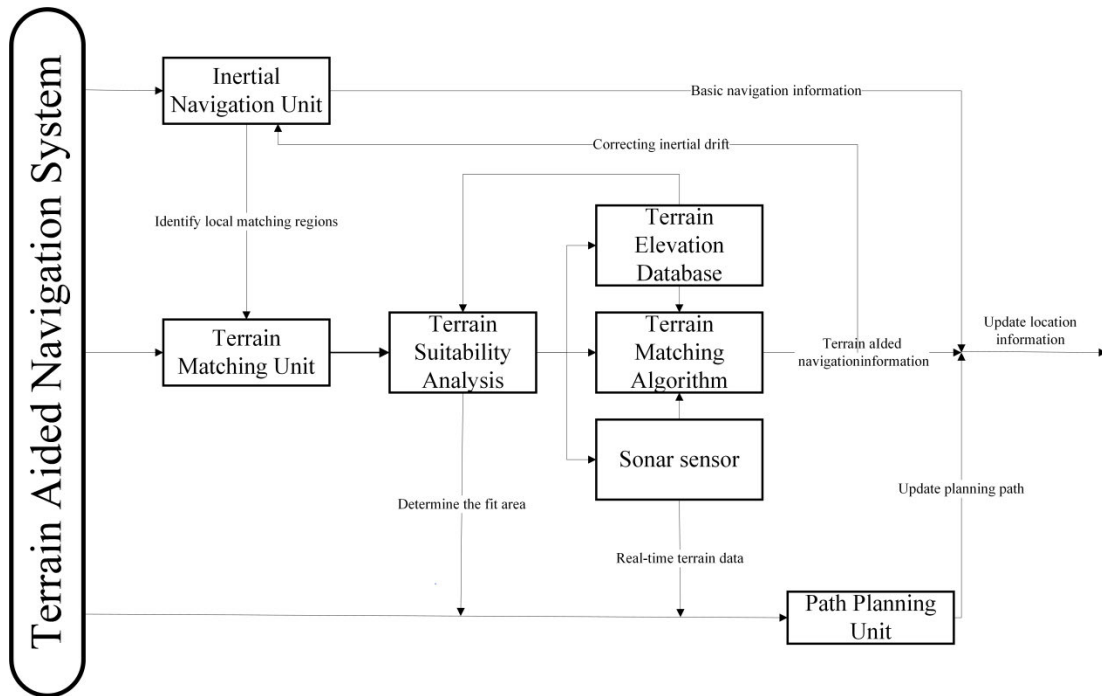 Terrain Aided Navigation System
Inertial
Navigation Unit
Basic navigation information
Correcting inertial drift
Identify local matching regions
Terrain
Elevation
Database
Terrain
Matching Unit
Terrain
Suitability
Analysis
Terrain
Matching
Algorithm
Terrain alded
navigationinformation
Update location
information
Sonar sensor
Determine the fit area
Update planning path
Real-time terrain data
Path Planning
Unit